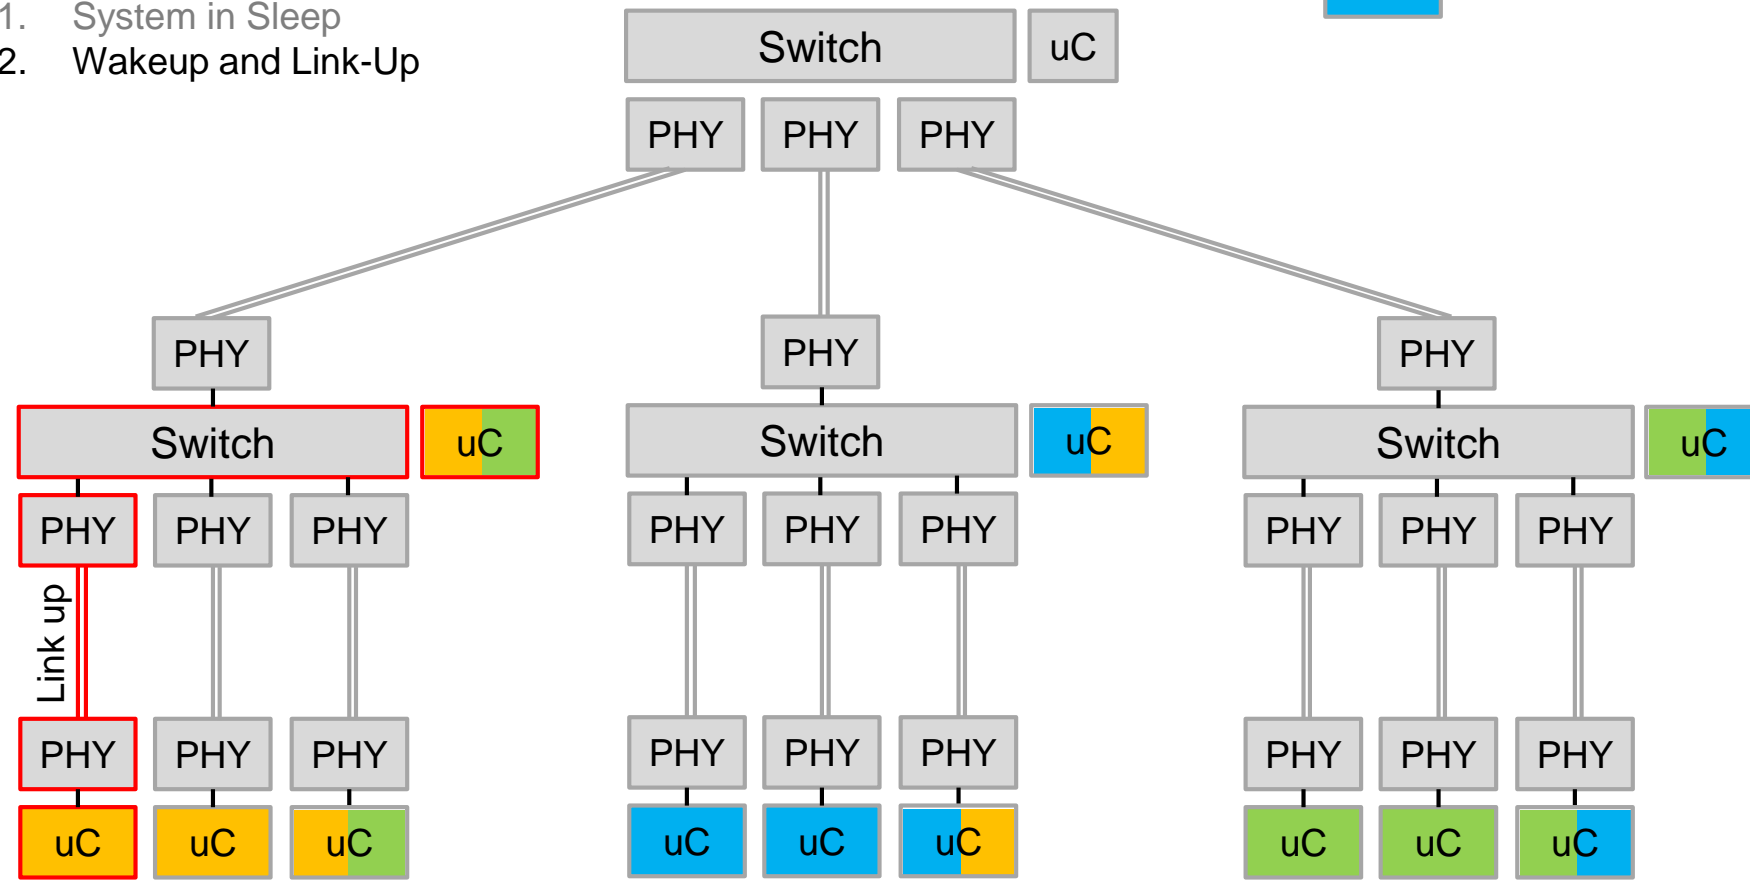 1. System in Sleep
2. Wakeup and Link-Up
Switch uC
PHY PHY PHY
PHY PHY PHY
Switch uC Switch uC Switch uC
PHY PHY PHY PHY PHY PHY PHY PHY PHY
Link up
PHY PHY PHY PHY PHY PHY PHY PHY PHY
uC uC uC uC uC uC uC uC uC